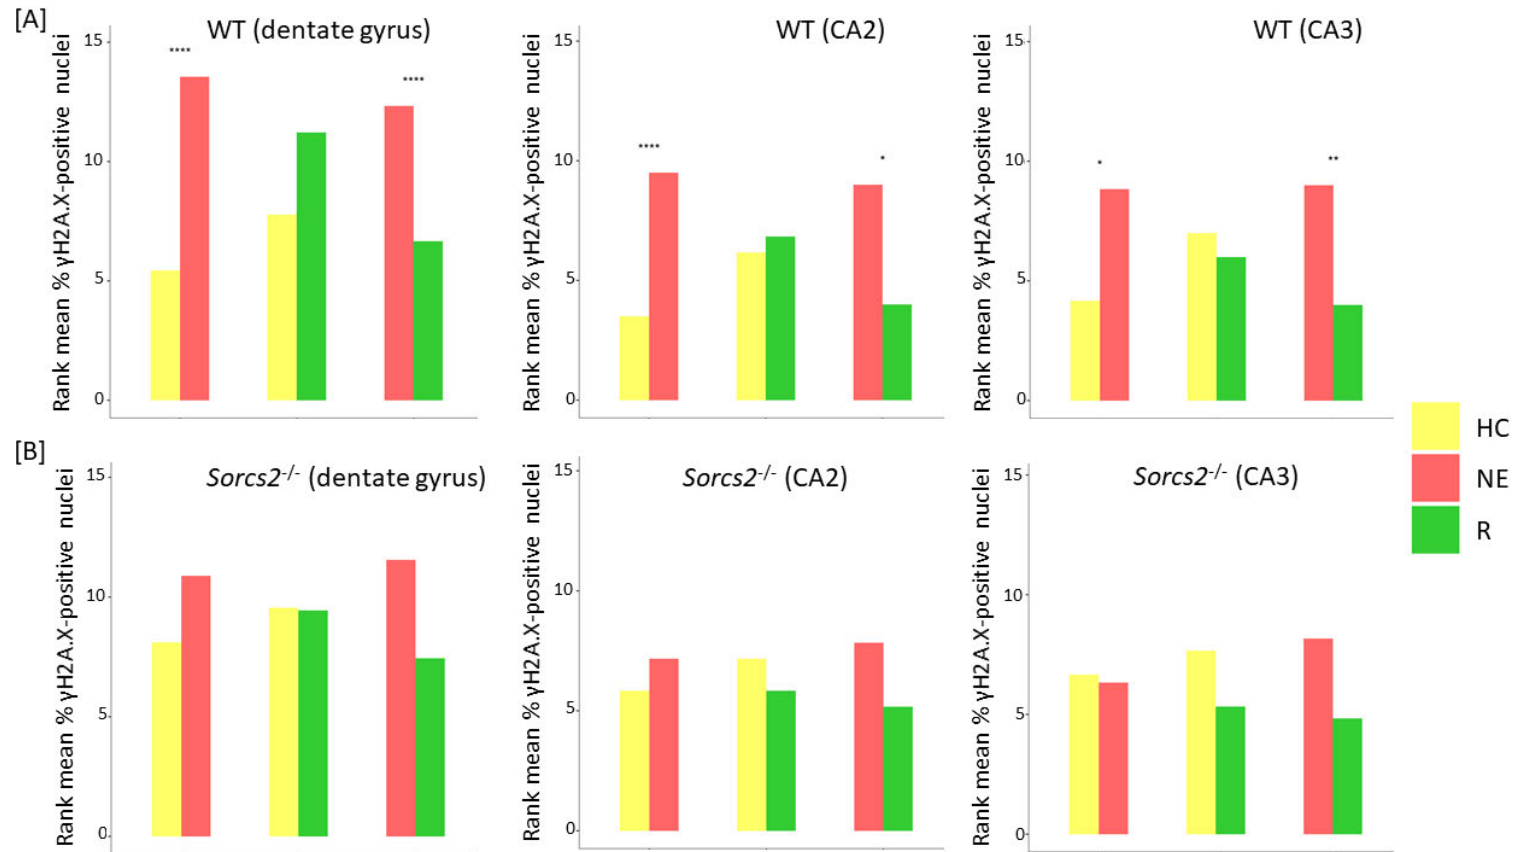 [A]
WT (dentate gyrus)
WT (CA2)
WT (CA3)
Rank mean % γH2A.X-positive nuclei
15
10
5
0
****
****
Rank mean % γH2A.X-positive nuclei
15
10
5
0
****
*
Rank mean % γH2A.X-positive nuclei
15
10
5
0
*
**
HC
NE
R
[B]
Sorcs2-/- (dentate gyrus)
Sorcs2-/- (CA2)
Sorcs2-/- (CA3)
Rank mean % γH2A.X-positive nuclei
15
10
5
0
Rank mean % γH2A.X-positive nuclei
15
10
5
0
Rank mean % γH2A.X-positive nuclei
15
10
5
0